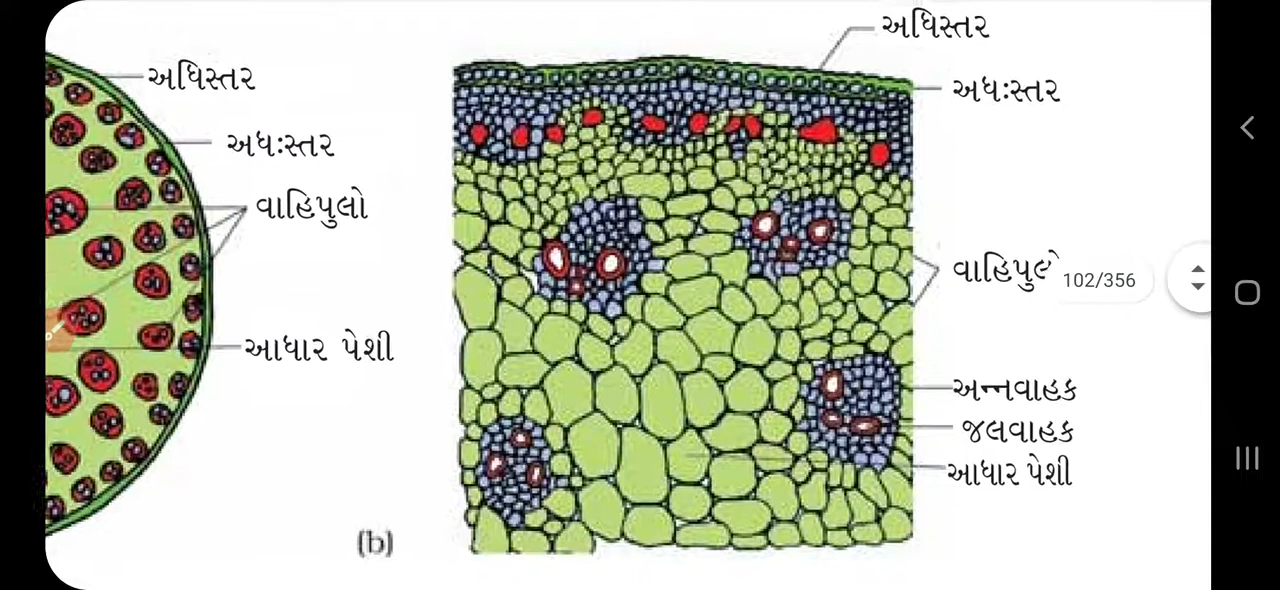 અધિસ્તર
અધઃસ્તર
વાહિપુલો
આધાર પેશી
(b)
અધિસ્તર
અધઃસ્તર
102/356
અન્નવાહક
જલવાહક
આધાર પેશી